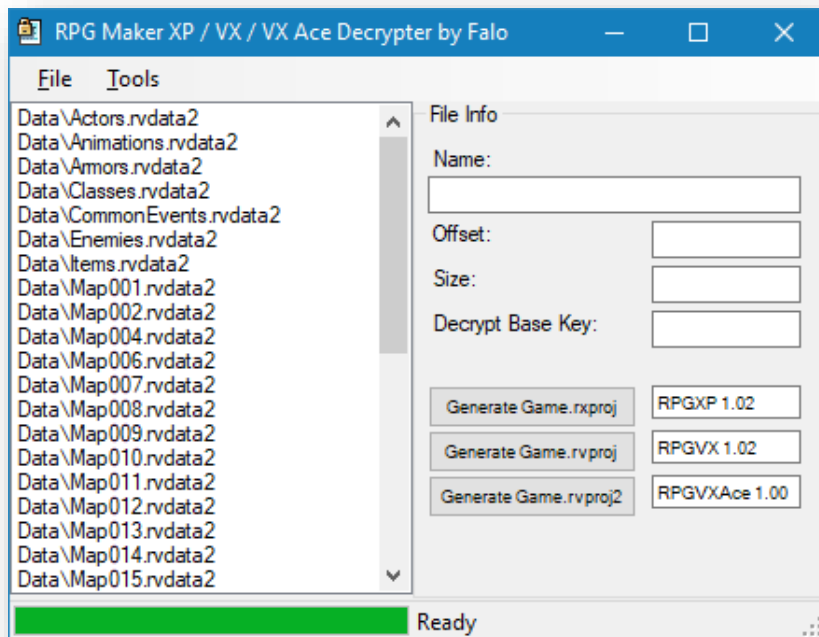 RPG Maker XP / VX / VX Ace Decrypter by Falo
File Tools
Data\Actors.rvdata2
Data\Animations.rvdata2
Data\Armors.rvdata2
Data\Classes.rvdata2
Data\CommonEvents.rvdata2
Data\Enemies.rvdata2
Data\Items.rvdata2
Data\Map001.rvdata2
Data\Map002.rvdata2
Data\Map004.rvdata2
Data\Map006.rvdata2
Data\Map007.rvdata2
Data\Map008.rvdata2
Data\Map009.rvdata2
Data\Map010.rvdata2
Data\Map011.rvdata2
Data\Map012.rvdata2
Data\Map013.rvdata2
Data\Map014.rvdata2
Data\Map015.rvdata2
File Info
Name:
Offset:
Size:
Decrypt Base Key:
Generate Game.rxproj RPGXP 1.02
Generate Game.rvproj RPGVX 1.02
Generate Game.rvproj2 RPGVXAce 1.00
Ready